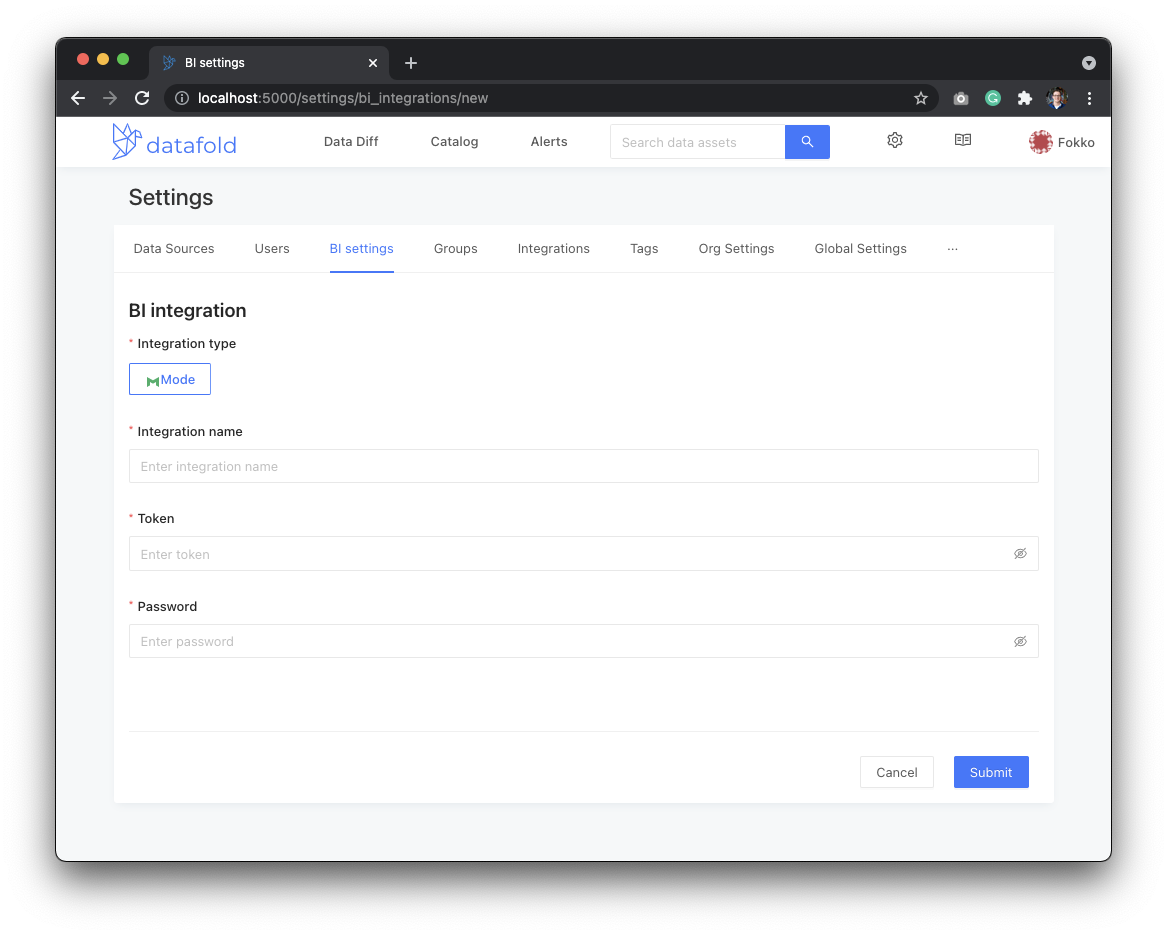 BI settings
localhost:5000/settings/bi_integrations/new
datafold
Data Diff
Catalog
Alerts
Search data assets
Fokko
Settings
Data Sources
Users
BI settings
Groups
Integrations
Tags
Org Settings
Global Settings
···
BI integration
* Integration type
Mode
* Integration name
Enter integration name
* Token
Enter token
* Password
Enter password
Cancel
Submit